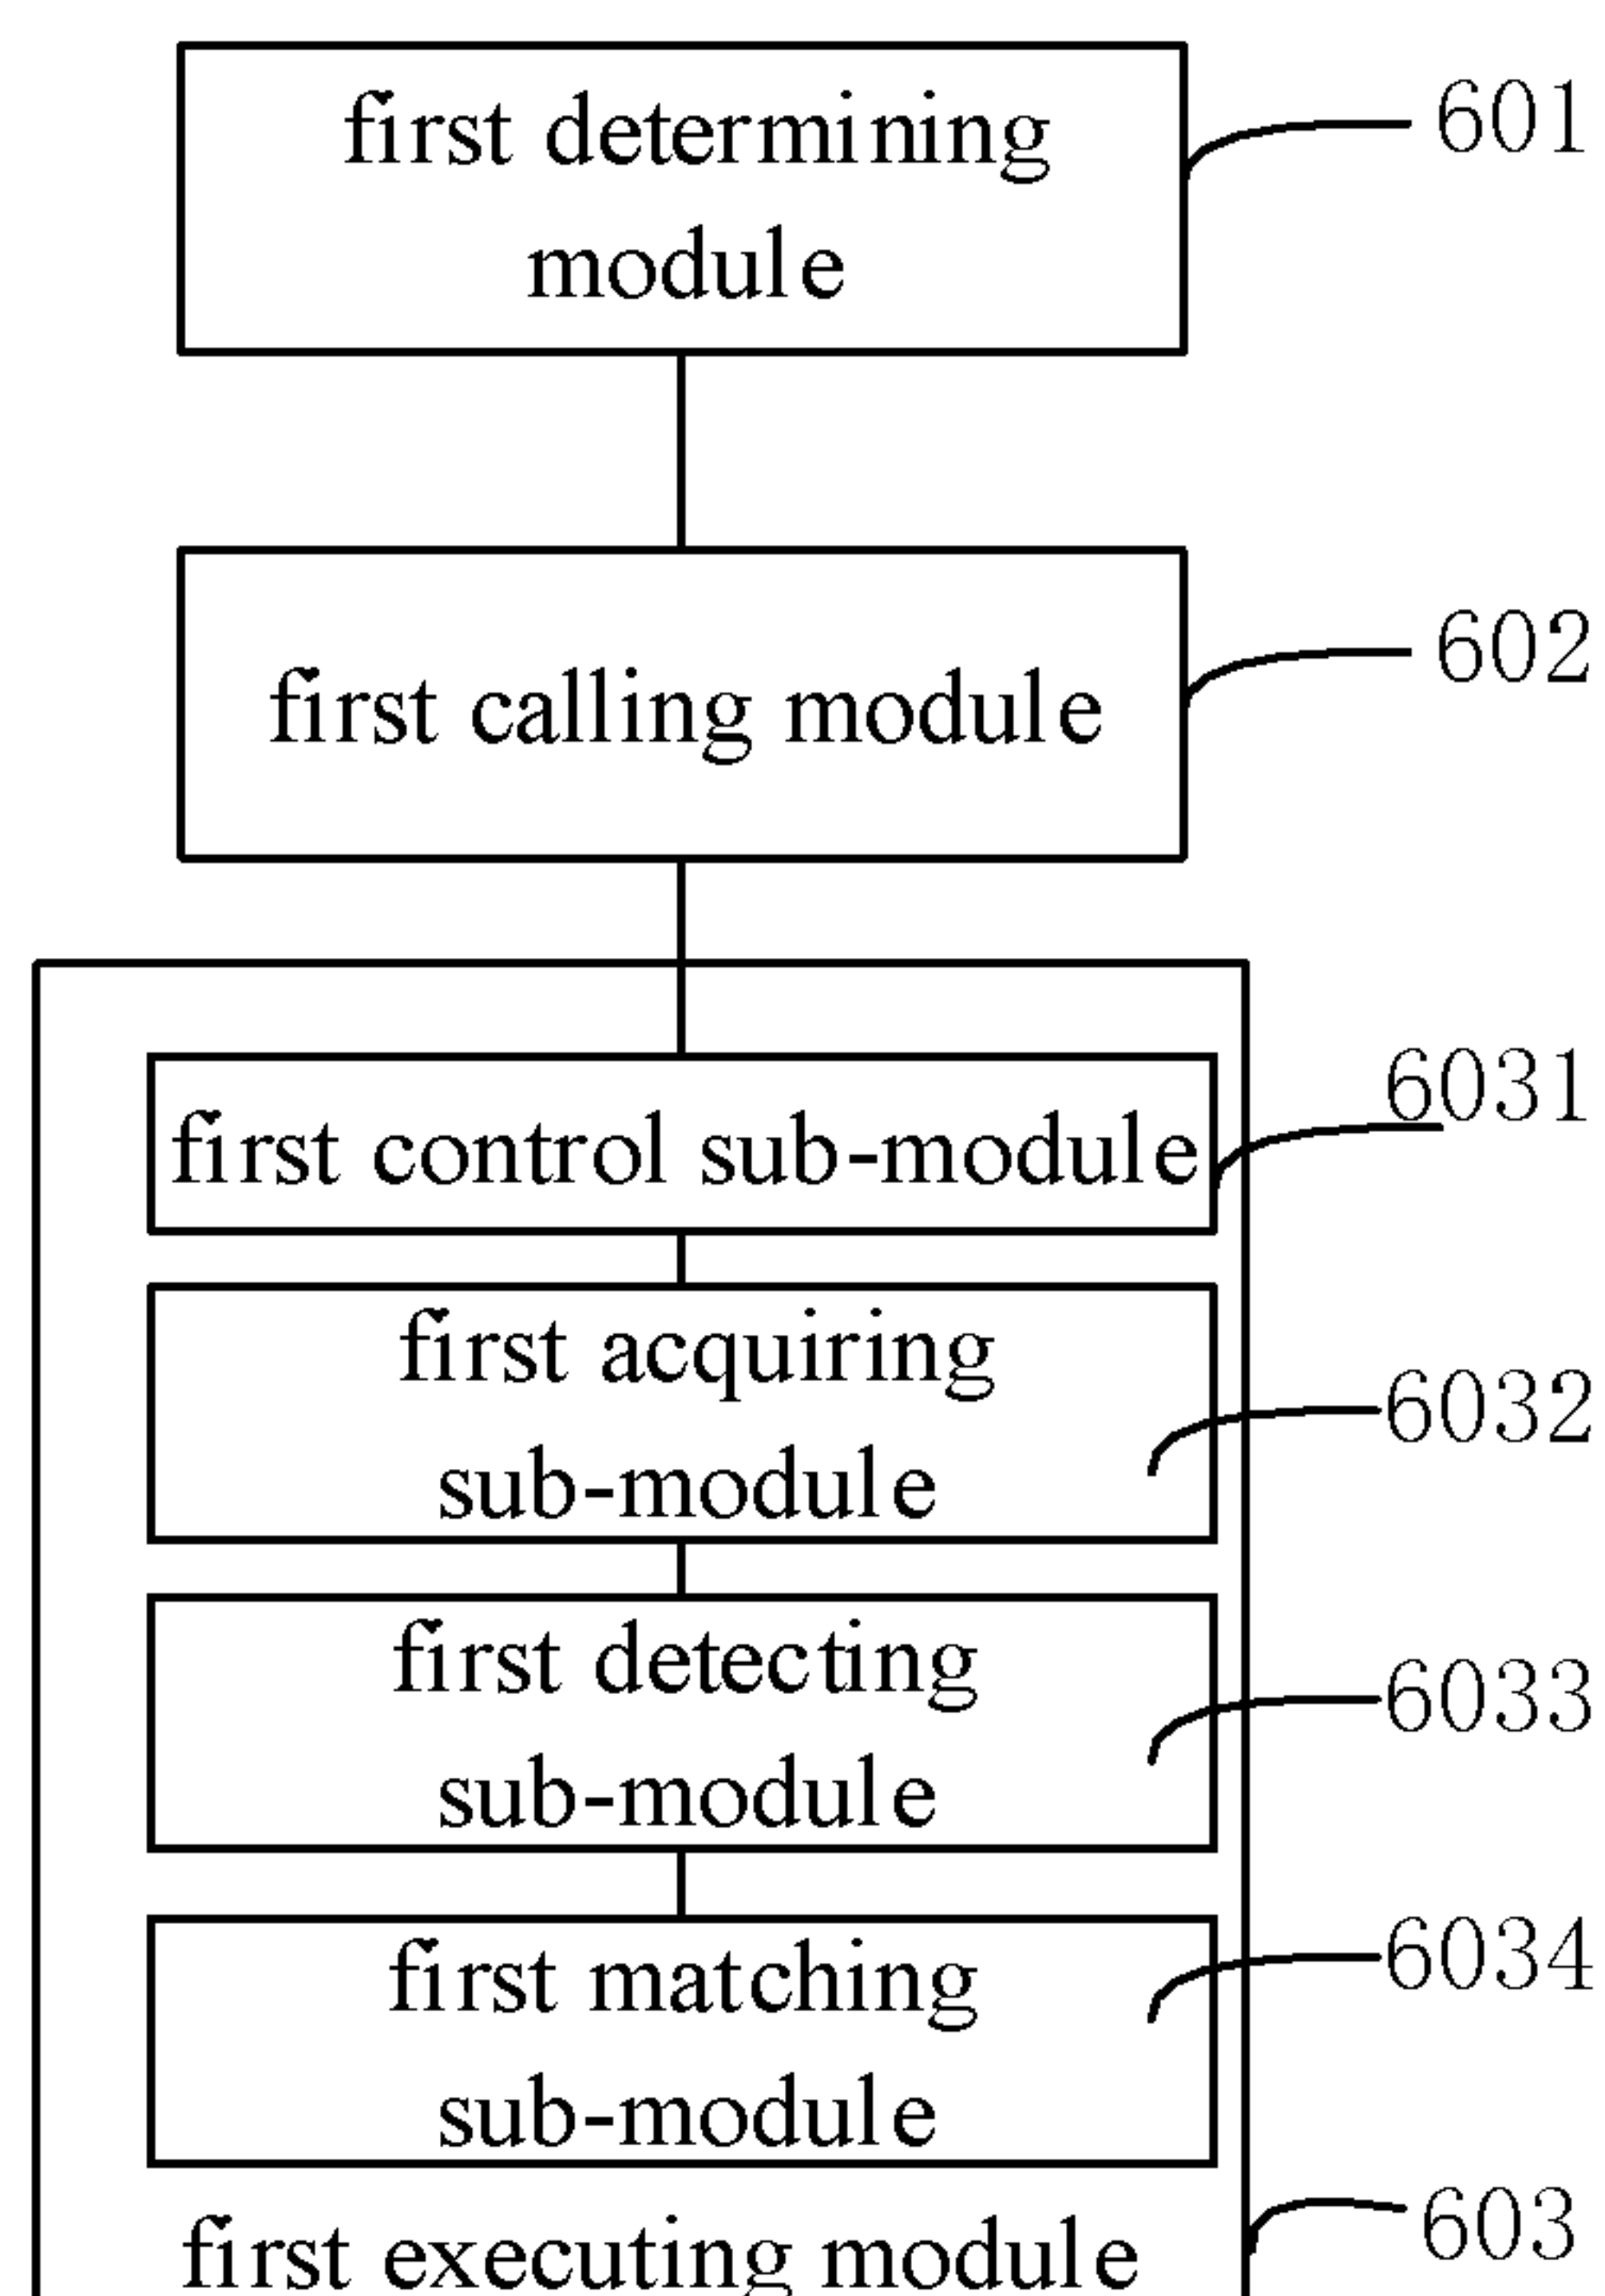 first determining
module
601
first calling module
602
first control sub-module
6031
first acquiring
sub-module
6032
first detecting
sub-module
6033
first matching
sub-module
6034
first executing module
603